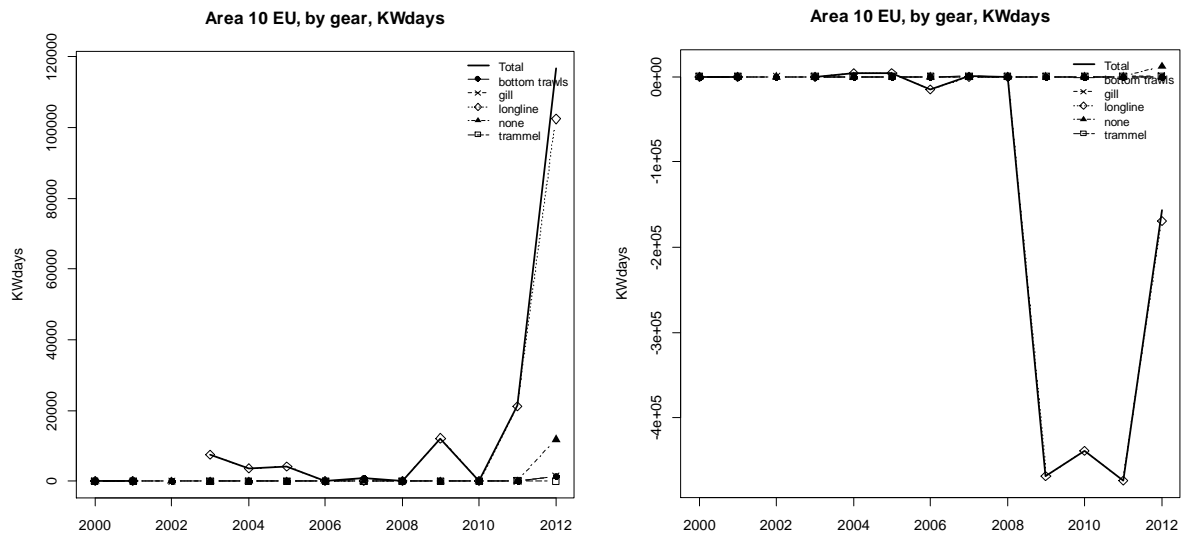 Area 10 EU, by gear, KWdays
KWdays
120000
100000
80000
60000
40000
20000
0
2000 2002 2004 2006 2008 2010 2012
Total
bottom trawls
gill
longline
none
trammel
Area 10 EU, by gear, KWdays
KWdays
0e+00
-1e+05
-2e+05
-3e+05
-4e+05
2000 2002 2004 2006 2008 2010 2012
Total
bottom trawls
gill
longline
none
trammel